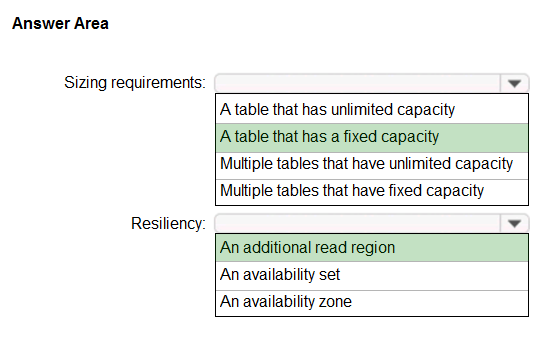 Answer Area
Sizing requirements:
A table that has unlimited capacity
A table that has a fixed capacity
Multiple tables that have unlimited capacity
Multiple tables that have fixed capacity
Resiliency:
An additional read region
An availability set
An availability zone